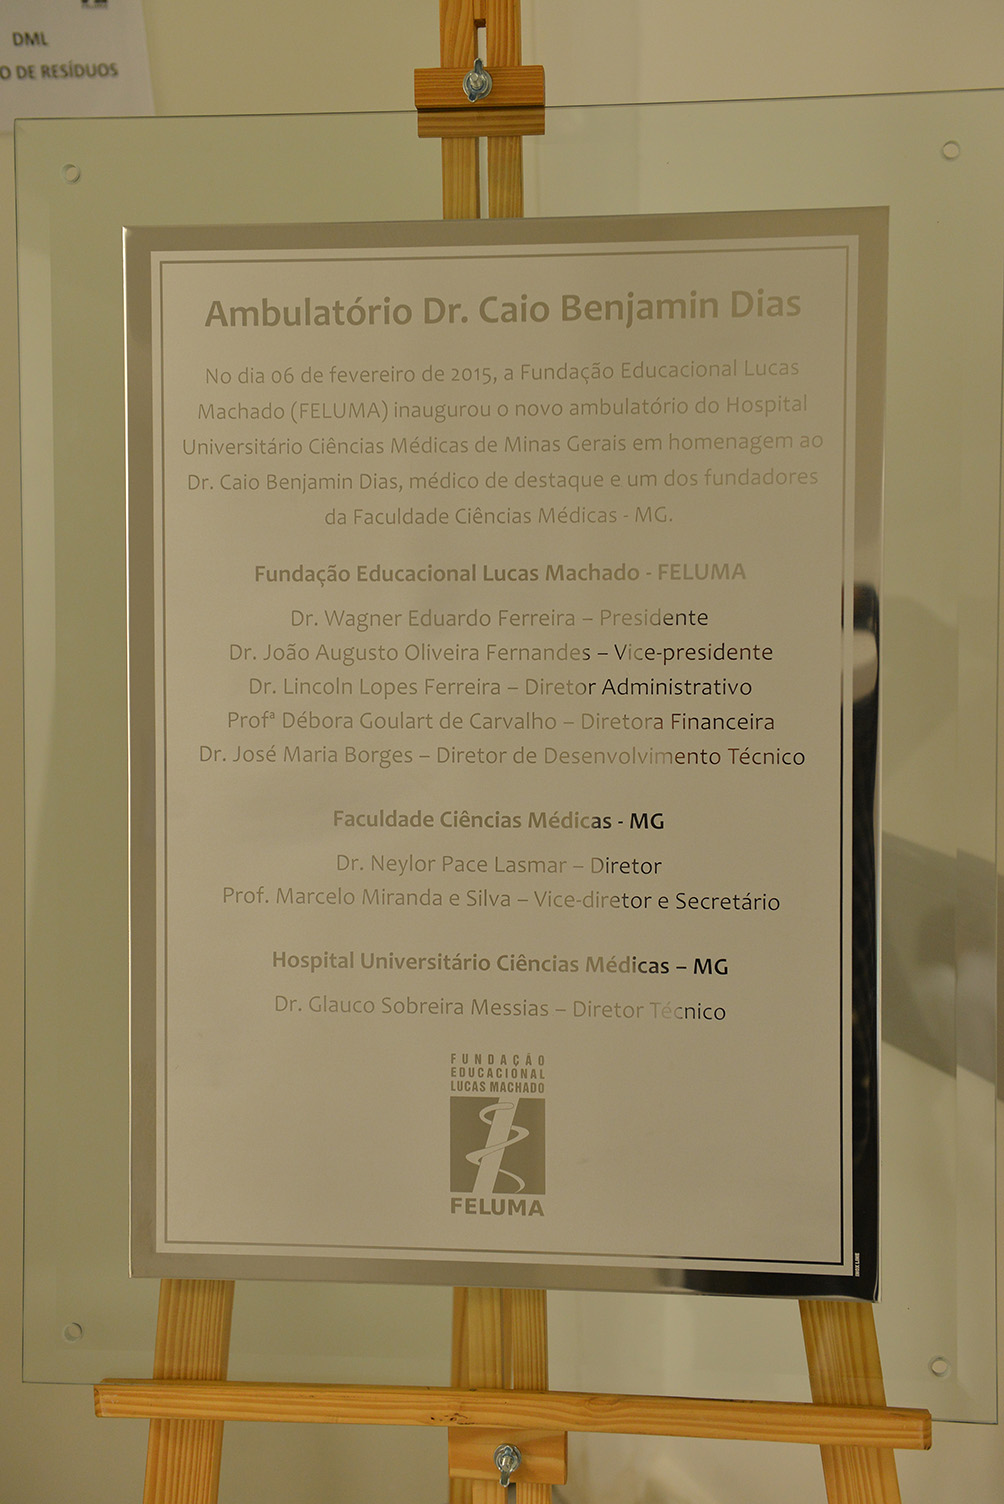 DML
O DE RESÍDUOS
Ambulatório Dr. Caio Benjamin Dias
No dia 06 de fevereiro de 2015, a Fundação Educacional Lucas
Machado (FELUMA) inaugurou o novo ambulatório do Hospital
Universitário Ciências Médicas de Minas Gerais em homenagem ao
Dr. Caio Benjamin Dias, médico de destaque e um dos fundadores
da Faculdade Ciências Médicas - MG.
Fundação Educacional Lucas Machado - FELUMA
Dr. Wagner Eduardo Ferreira – Presidente
Dr. João Augusto Oliveira Fernandes – Vice-presidente
Dr. Lincoln Lopes Ferreira – Diretor Administrativo
Profª Débora Goulart de Carvalho – Diretora Financeira
Dr. José Maria Borges – Diretor de Desenvolvimento Técnico
Faculdade Ciências Médicas - MG
Dr. Neylor Pace Lasmar – Diretor
Prof. Marcelo Miranda e Silva – Vice-diretor e Secretário
Hospital Universitário Ciências Médicas – MG
Dr. Glauco Sobreira Messias – Diretor Técnico
FUNDAÇÃO
EDUCACIONAL
LUCAS MACHADO
FELUMA
INOX LINE